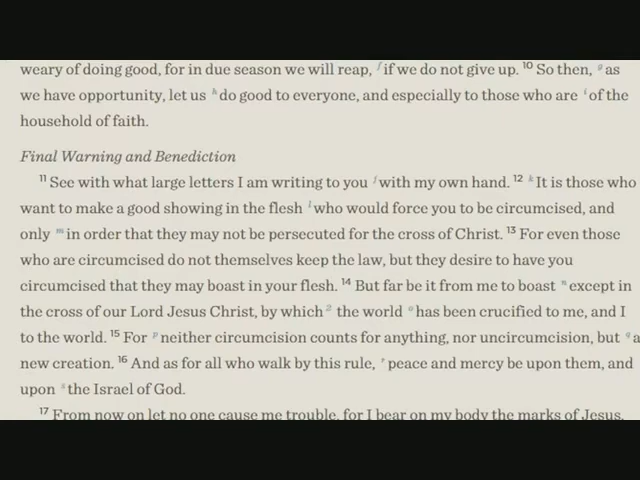 weary of doing good, for in due season we will reap, f if we do not give up. 10 So then, g as
we have opportunity, let us h do good to everyone, and especially to those who are i of the
household of faith.
Final Warning and Benediction
11 See with what large letters I am writing to you j with my own hand. 12 k It is those who
want to make a good showing in the flesh l who would force you to be circumcised, and
only m in order that they may not be persecuted for the cross of Christ. 13 For even those
who are circumcised do not themselves keep the law, but they desire to have you
circumcised that they may boast in your flesh. 14 But far be it from me to boast n except in
the cross of our Lord Jesus Christ, by which 2 the world o has been crucified to me, and I
to the world. 15 For p neither circumcision counts for anything, nor uncircumcision, but q a
new creation. 16 And as for all who walk by this rule, r peace and mercy be upon them, and
upon s the Israel of God.
17 From now on let no one cause me trouble, for I bear on my body the marks of Jesus.